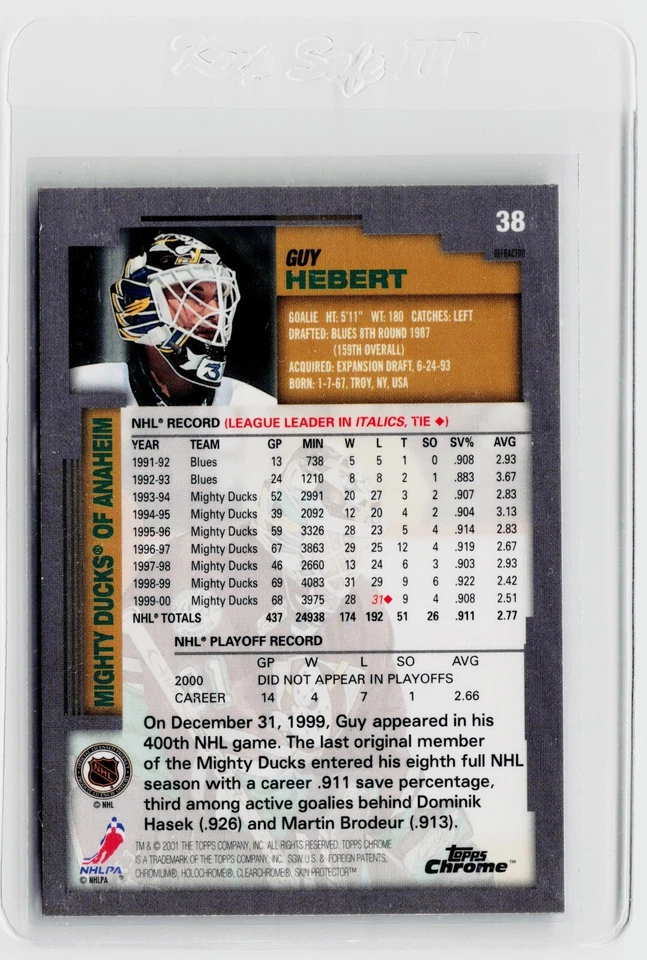 Kard Safe III®
38
REFRACTOR
GUY
HEBERT
GOALIE HT: 5'11" WT: 180 CATCHES: LEFT
DRAFTED: BLUES 8TH ROUND 1987
(159TH OVERALL)
ACQUIRED: EXPANSION DRAFT, 6-24-93
BORN: 1-7-67, TROY, NY, USA
MIGHTY DUCKS® OF ANAHEIM
NHL® RECORD (LEAGUE LEADER IN ITALICS, TIE ◆)
YEAR TEAM GP MIN W L T SO SV% AVG
1991-92 Blues 13 738 5 5 1 0 .908 2.93
1992-93 Blues 24 1210 8 8 2 1 .883 3.67
1993-94 Mighty Ducks 52 2991 20 27 3 2 .907 2.83
1994-95 Mighty Ducks 39 2092 12 20 4 2 .904 3.13
1995-96 Mighty Ducks 59 3326 28 23 5 4 .914 2.83
1996-97 Mighty Ducks 67 3863 29 25 12 4 .919 2.67
1997-98 Mighty Ducks 46 2660 13 24 6 3 .903 2.93
1998-99 Mighty Ducks 69 4083 31 29 9 6 .922 2.42
1999-00 Mighty Ducks 68 3975 28 31◆ 9 4 .908 2.51
NHL® TOTALS 437 24938 174 192 51 26 .911 2.77
NHL® PLAYOFF RECORD
GP W L SO AVG
2000 DID NOT APPEAR IN PLAYOFFS
CAREER 14 4 7 1 2.66
On December 31, 1999, Guy appeared in his
400th NHL game. The last original member
of the Mighty Ducks entered his eighth full NHL
season with a career .911 save percentage,
third among active goalies behind Dominik
Hasek (.926) and Martin Brodeur (.913).
NHL
© NHL
NHLPA
© NHLPA
TM & © 2001 THE TOPPS COMPANY, INC. ALL RIGHTS RESERVED. TOPPS CHROME
IS A TRADEMARK OF THE TOPPS COMPANY, INC. SGW U.S. & FOREIGN PATENTS.
CHROMIUM®, HOLOCHROME®, CLEARCHROME®, SKIN-PROTECTOR™
TOPPS
Chrome™